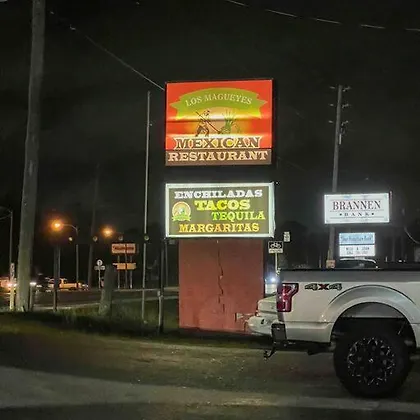 LOS MAGUEYES
MEXICAN
RESTAURANT
ENCHILADAS
TACOS
TEQUILA
MARGARITAS
BRANNEN
BANK
4x4